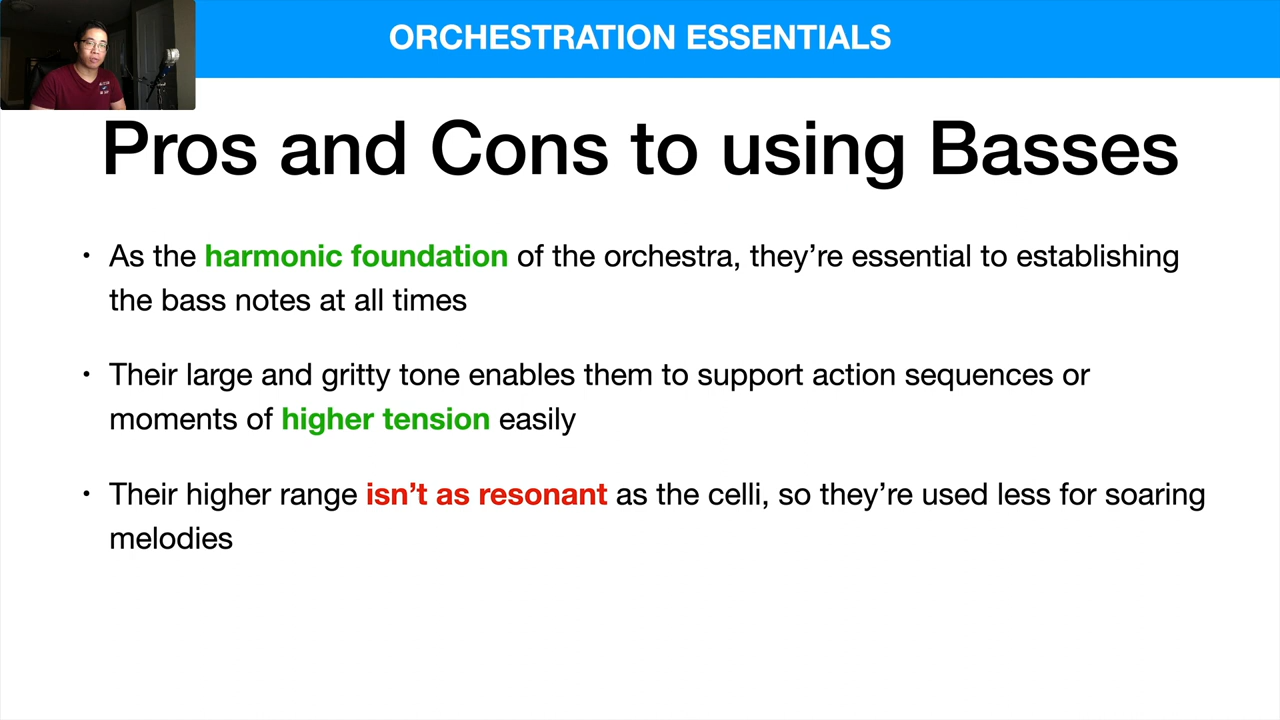 ORCHESTRATION ESSENTIALS
Pros and Cons to using Basses
• As the harmonic foundation of the orchestra, they’re essential to establishing
the bass notes at all times
• Their large and gritty tone enables them to support action sequences or
moments of higher tension easily
• Their higher range isn’t as resonant as the celli, so they’re used less for soaring
melodies